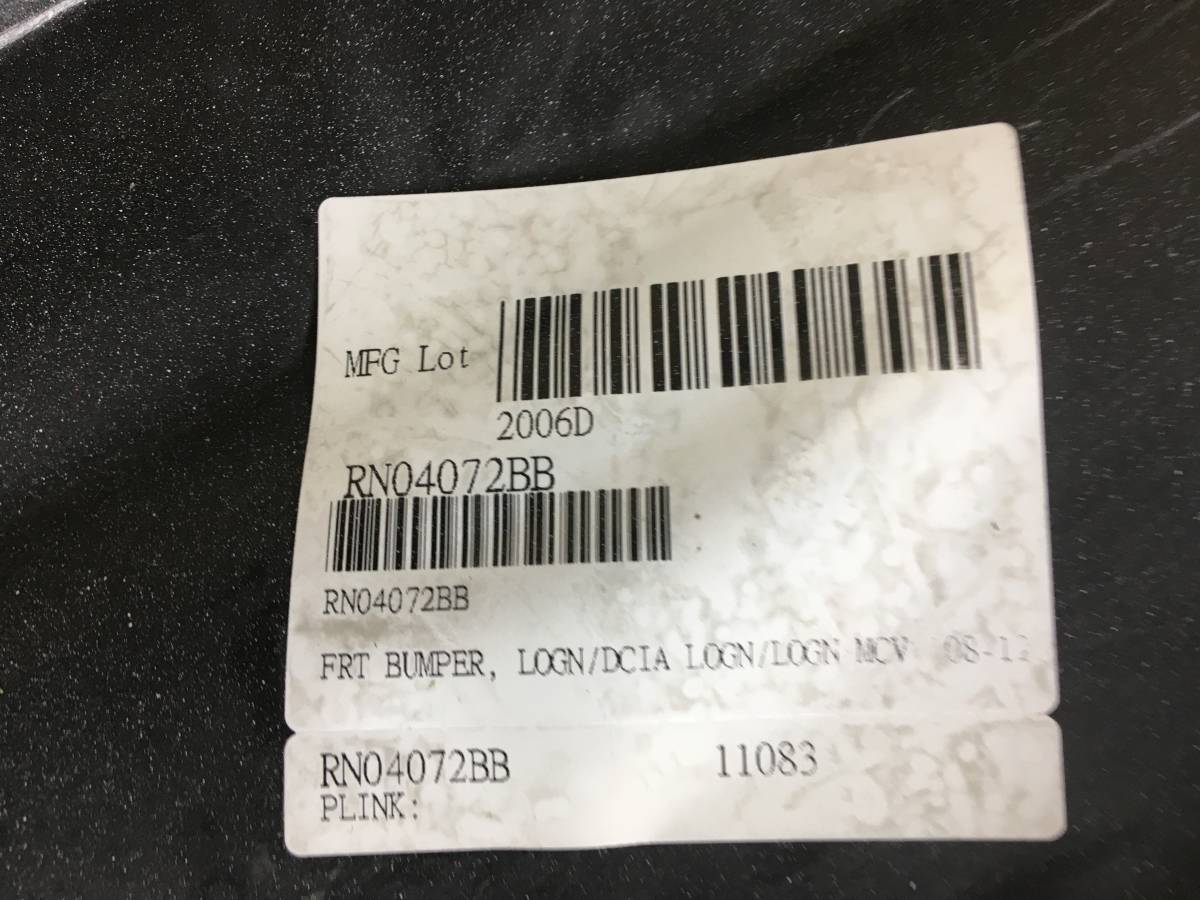 MFG Lot
2006D
RN04072BB
RN04072BB
FRT BUMPER, LOGN/DCIA LOGN/LOGN MCV 08-12
RN04072BB 11083
PLINK: